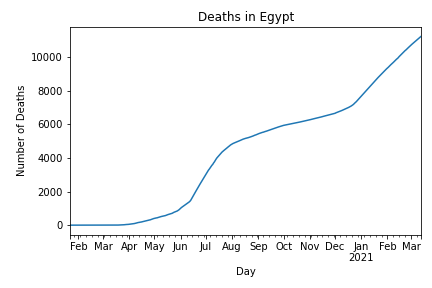 Deaths in Egypt
Number of Deaths
10000
8000
6000
4000
2000
0
Feb Mar Apr May Jun Jul Aug Sep Oct Nov Dec Jan Feb Mar
2021
Day